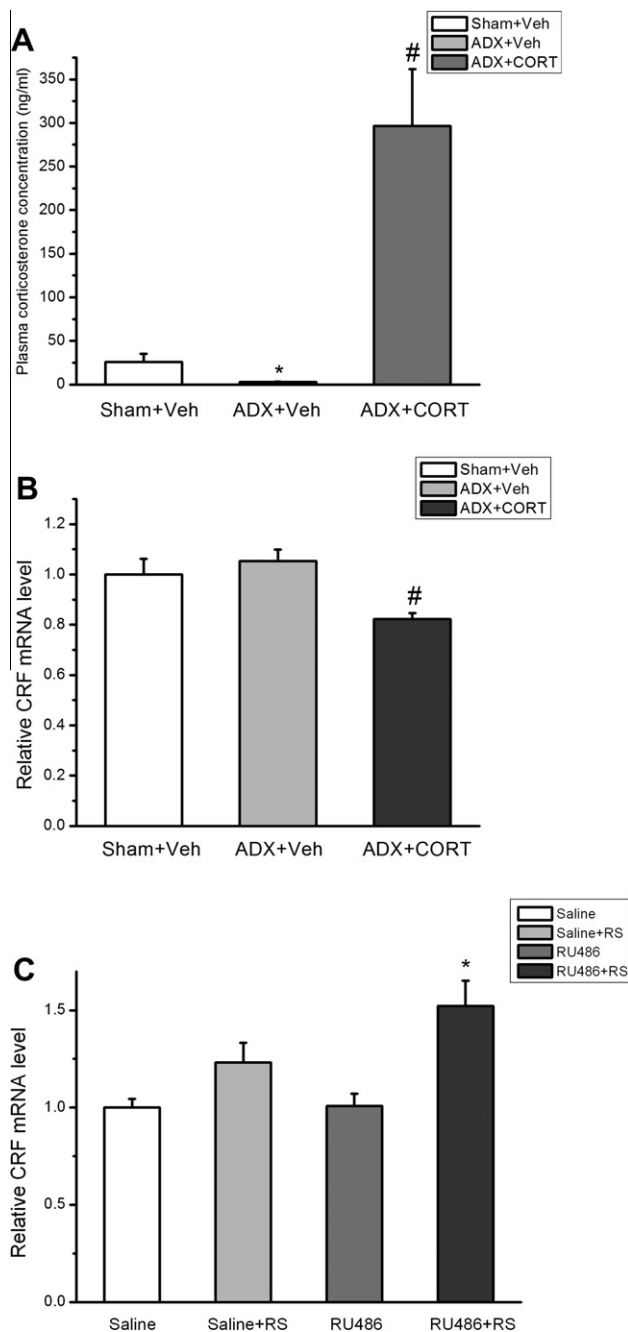 A
Sham+Veh
ADX+Veh
ADX+CORT
Plasma corticosterone concentration (ng/ml)
350
300
250
200
150
100
50
0
*
#
Sham+Veh ADX+Veh ADX+CORT
B
Sham+Veh
ADX+Veh
ADX+CORT
Relative CRF mRNA level
1.2
1.0
0.8
0.6
0.4
0.2
0.0
#
Sham+Veh ADX+Veh ADX+CORT
C
Saline
Saline+RS
RU486
RU486+RS
Relative CRF mRNA level
1.5
1.0
0.5
0.0
*
Saline Saline+RS RU486 RU486+RS